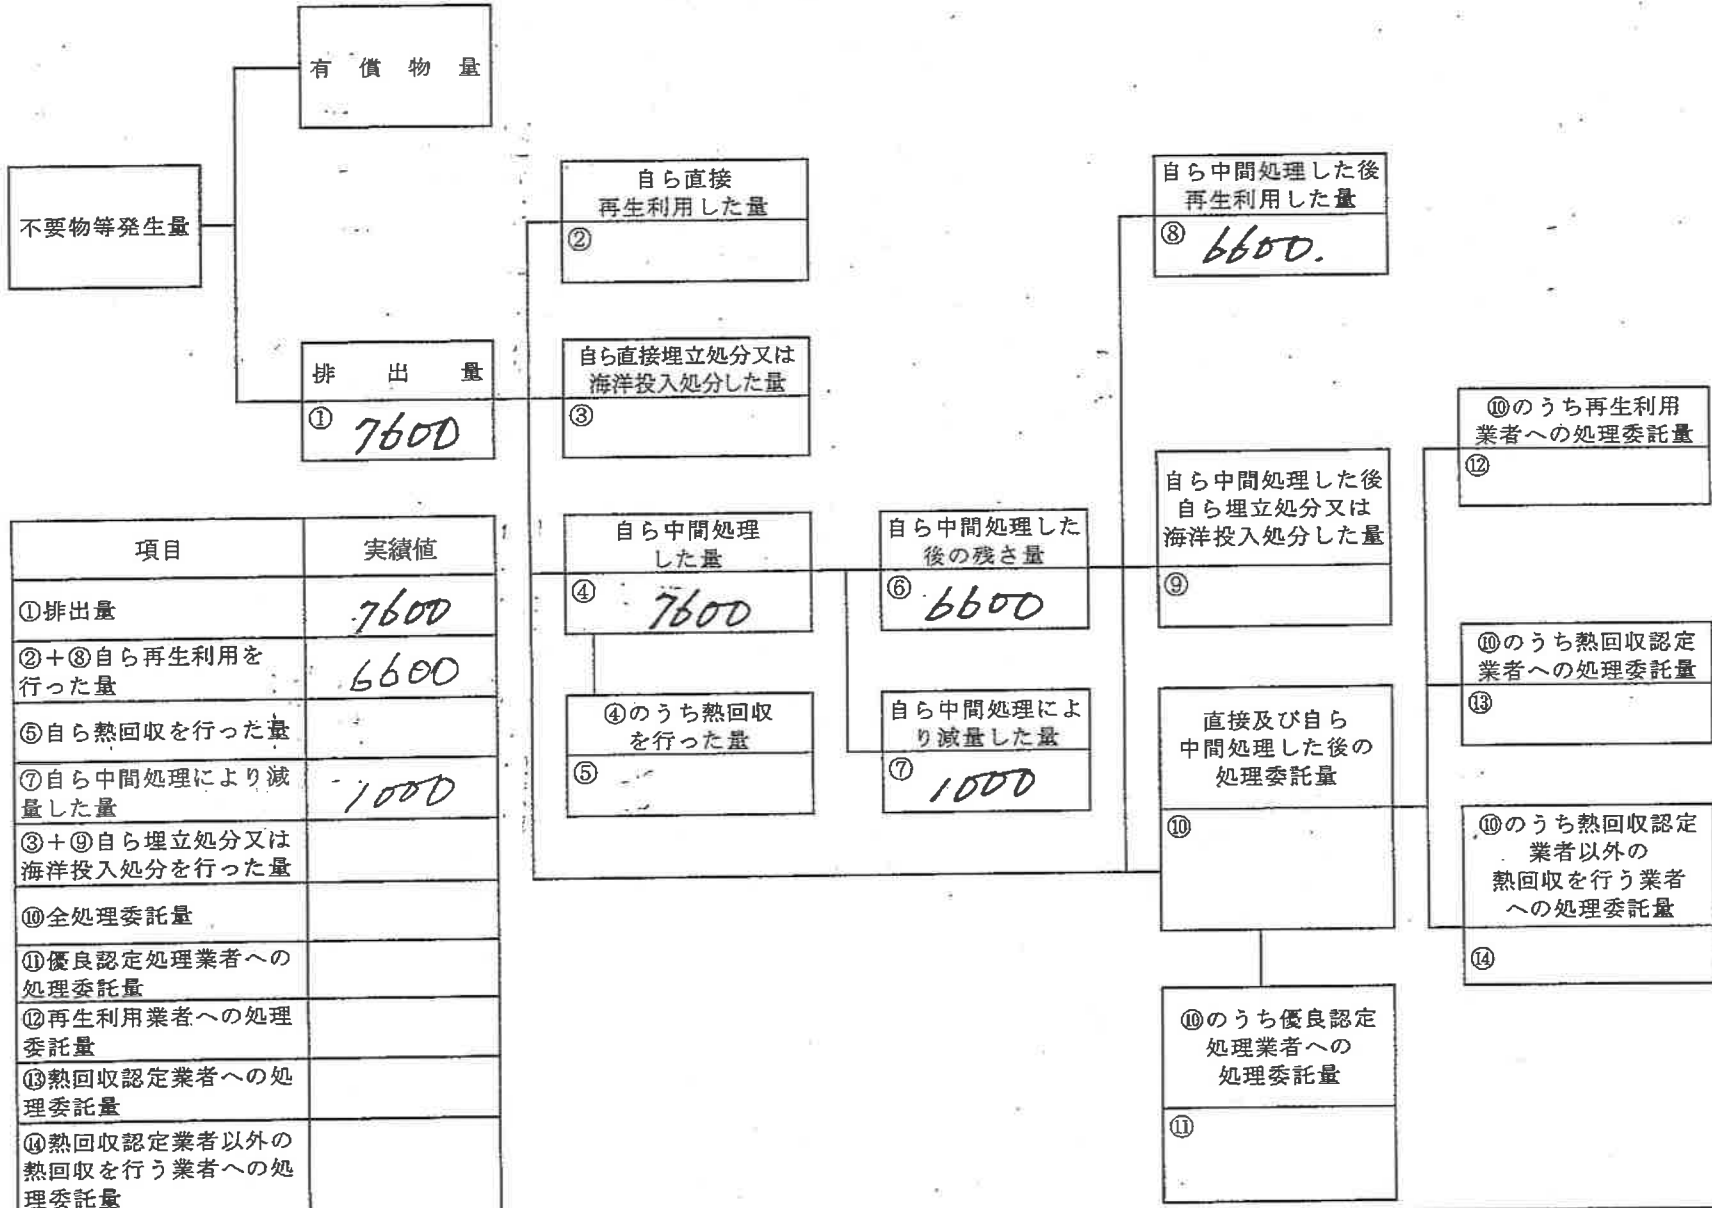 有償物量
不要物等発生量
排出量
① 7600
自ら直接
再生利用した量
②
自ら直接埋立処分又は
海洋投入処分した量
③
自ら中間処理
した量
④ 7600
④のうち熱回収
を行った量
⑤
自ら中間処理した
後の残さ量
⑥ 6600
自ら中間処理によ
り減量した量
⑦ 1000
自ら中間処理した後
再生利用した量
⑧ 6600.
自ら中間処理した後
自ら埋立処分又は
海洋投入処分した量
⑨
直接及び自ら
中間処理した後の
処理委託量
⑩
⑩のうち優良認定
処理業者への
処理委託量
⑪
⑩のうち再生利用
業者への処理委託量
⑫
⑩のうち熱回収認定
業者への処理委託量
⑬
⑩のうち熱回収認定
業者以外の
熱回収を行う業者
への処理委託量
⑭
項目 実績値
①排出量 7600
②+⑧自ら再生利用を
行った量 6600
⑤自ら熱回収を行った量
⑦自ら中間処理により減
量した量 1000
③+⑨自ら埋立処分又は
海洋投入処分を行った量
⑩全処理委託量
⑪優良認定処理業者への
処理委託量
⑫再生利用業者への処理
委託量
⑬熱回収認定業者への処
理委託量
⑭熱回収認定業者以外の
熱回収を行う業者への処
理委託量